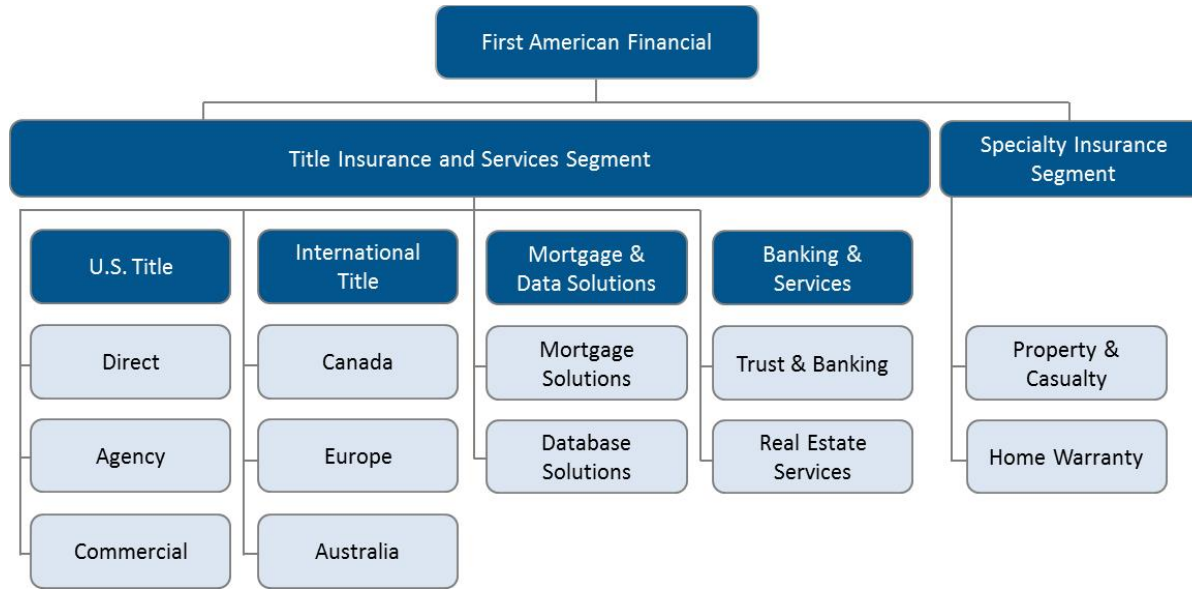 First American Financial
Title Insurance and Services Segment
Specialty Insurance
Segment
U.S. Title
International
Title
Mortgage &
Data Solutions
Banking &
Services
Direct
Canada
Mortgage
Solutions
Trust & Banking
Property &
Casualty
Agency
Europe
Database
Solutions
Real Estate
Services
Home Warranty
Commercial
Australia